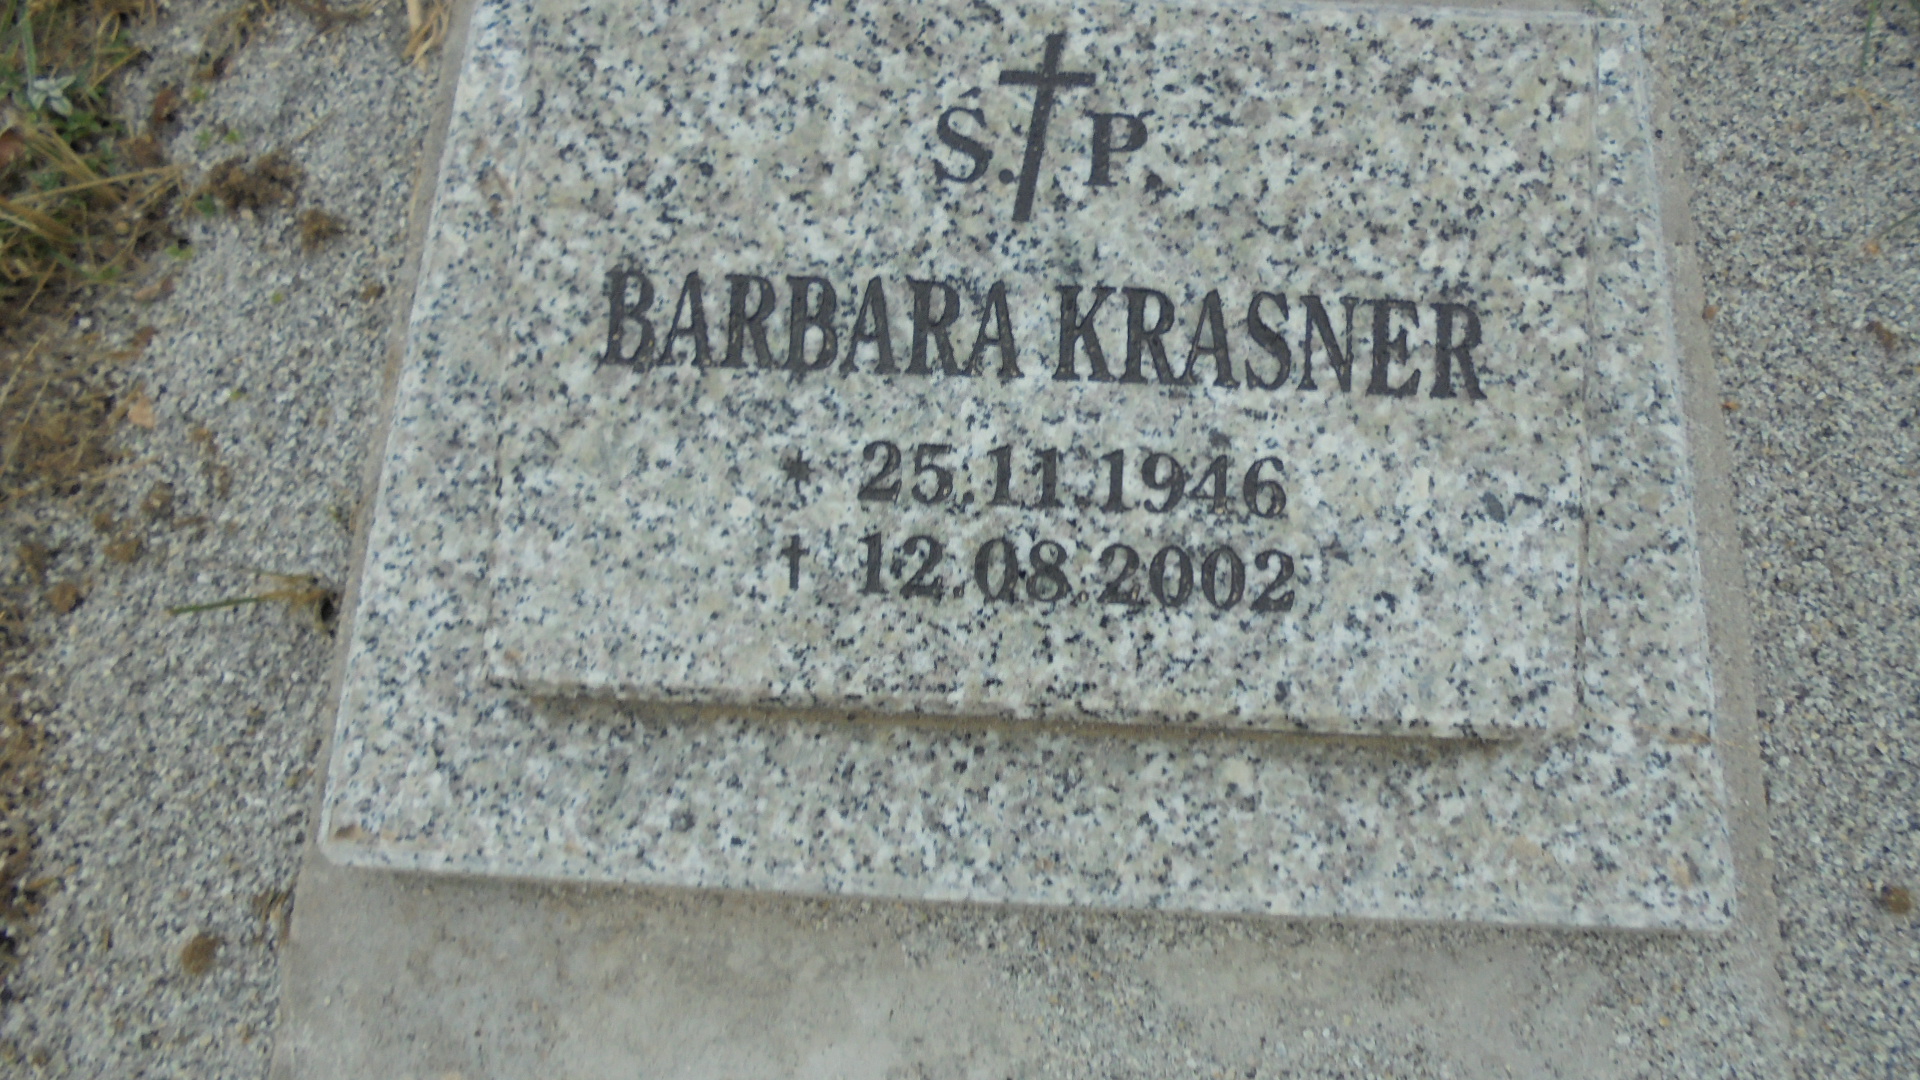 Ś.†P.
BARBARA KRASNER
* 25.11.1946
† 12.08.2002